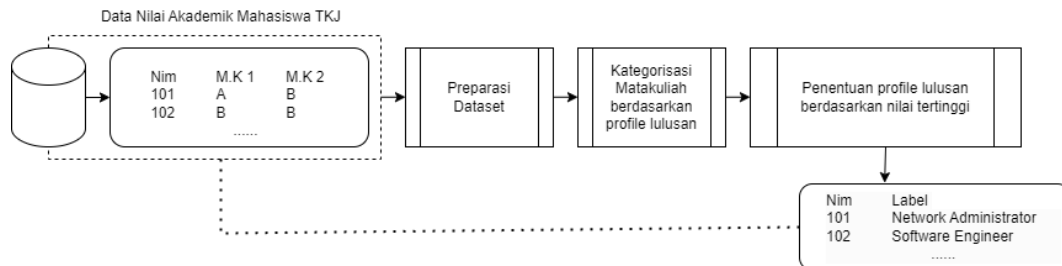 Data Nilai Akademik Mahasiswa TKJ
Nim M.K 1 M.K 2
101 A B
102 B B
......
Preparasi
Dataset
Kategorisasi
Matakuliah
berdasarkan
profile lulusan
Penentuan profile lulusan
berdasarkan nilai tertinggi
Nim Label
101 Network Administrator
102 Software Engineer
......